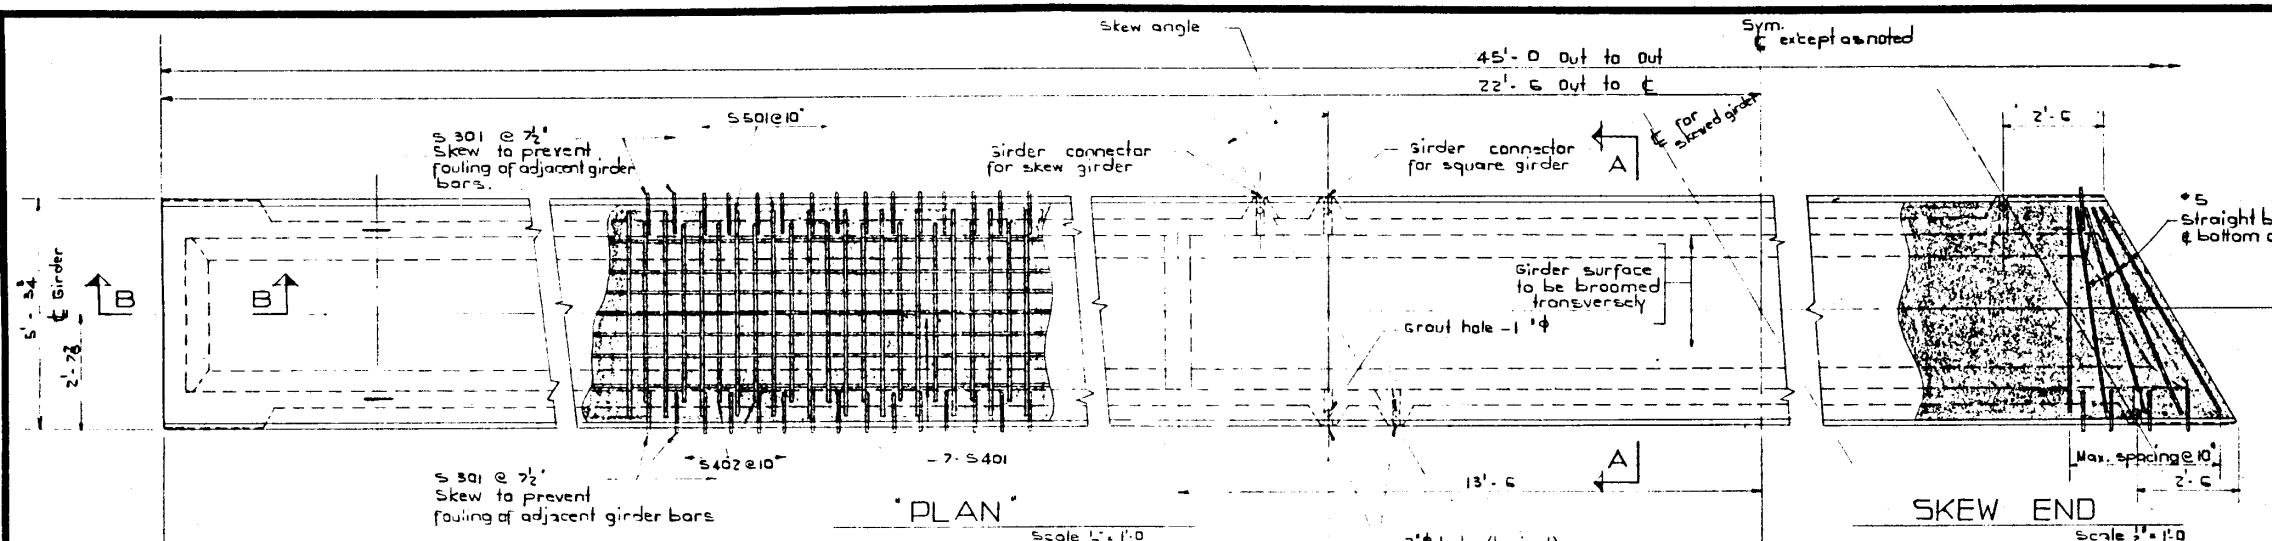 Skew angle
Sym.
℄ except as noted
45'- 0 Out to Out
22'- 6 Out to ℄
S 301 @ 7½"
Skew to prevent
fouling of adjacent girder
bars.
S501@10"
Girder connector
for skew girder
Girder connector
for square girder
A
℄ for
skewed girder
2'- 6
#5
Straight b
℄ bottom
5'- 3¾
℄ Girder
2'- 7⅞
B
B
Girder surface
to be broomed
transversely
Grout hole - 1"ϕ
S402@10"
- 7 - S401
S 301 @ 7½"
Skew to prevent
fouling of adjacent girder bars
"PLAN"
13'- 6
A
Max. spacing @ 10"
2'- 6
SKEW END
Scale ½" = 1'-0
Scale ½" = 1'-0